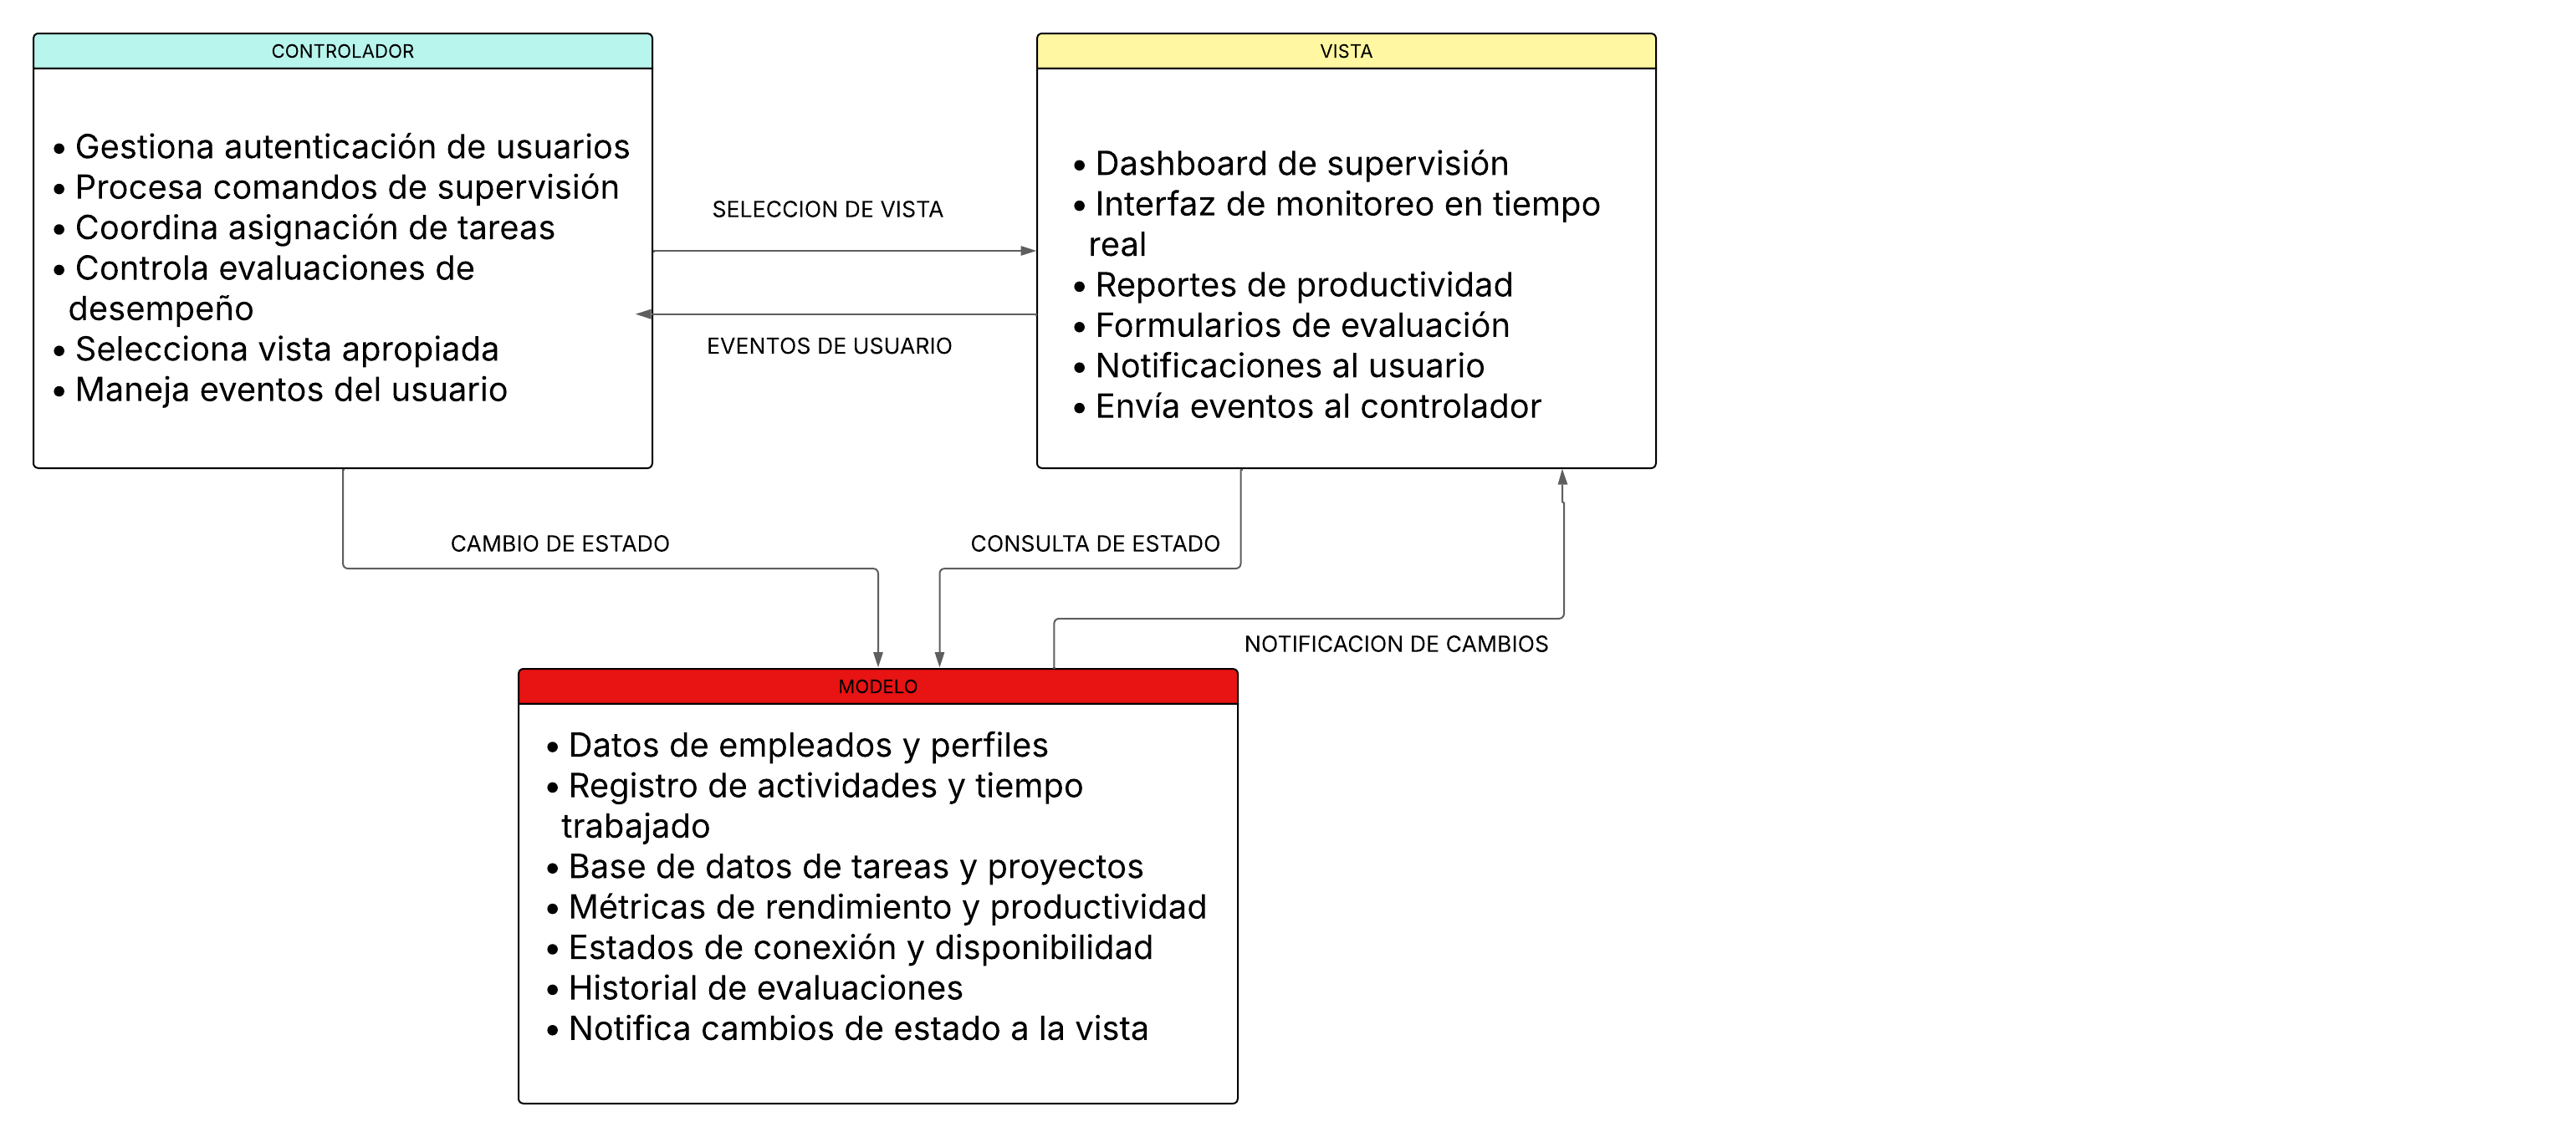 CONTROLADOR
• Gestiona autenticación de usuarios
• Procesa comandos de supervisión
• Coordina asignación de tareas
• Controla evaluaciones de
desempeño
• Selecciona vista apropiada
• Maneja eventos del usuario
SELECCION DE VISTA
EVENTOS DE USUARIO
VISTA
• Dashboard de supervisión
• Interfaz de monitoreo en tiempo
real
• Reportes de productividad
• Formularios de evaluación
• Notificaciones al usuario
• Envía eventos al controlador
CAMBIO DE ESTADO
CONSULTA DE ESTADO
NOTIFICACION DE CAMBIOS
MODELO
• Datos de empleados y perfiles
• Registro de actividades y tiempo
trabajado
• Base de datos de tareas y proyectos
• Métricas de rendimiento y productividad
• Estados de conexión y disponibilidad
• Historial de evaluaciones
• Notifica cambios de estado a la vista